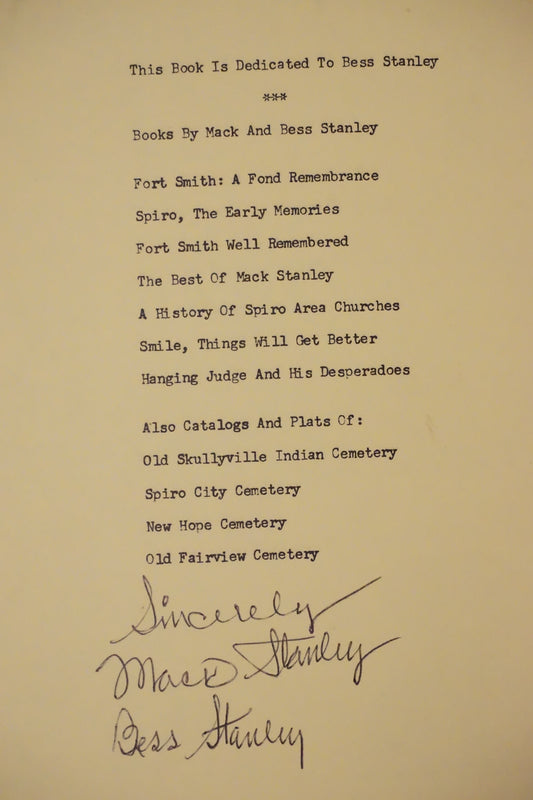 This Book Is Dedicated To Bess Stanley
***
Books By Mack And Bess Stanley
Fort Smith: A Fond Remembrance
Spiro, The Early Memories
Fort Smith Well Remembered
The Best Of Mack Stanley
A History Of Spiro Area Churches
Smile, Things Will Get Better
Hanging Judge And His Desperadoes
Also Catalogs And Plats Of:
Old Skullyville Indian Cemetery
Spiro City Cemetery
New Hope Cemetery
Old Fairview Cemetery
Sincerely
Mack Stanley
Bess Stanley